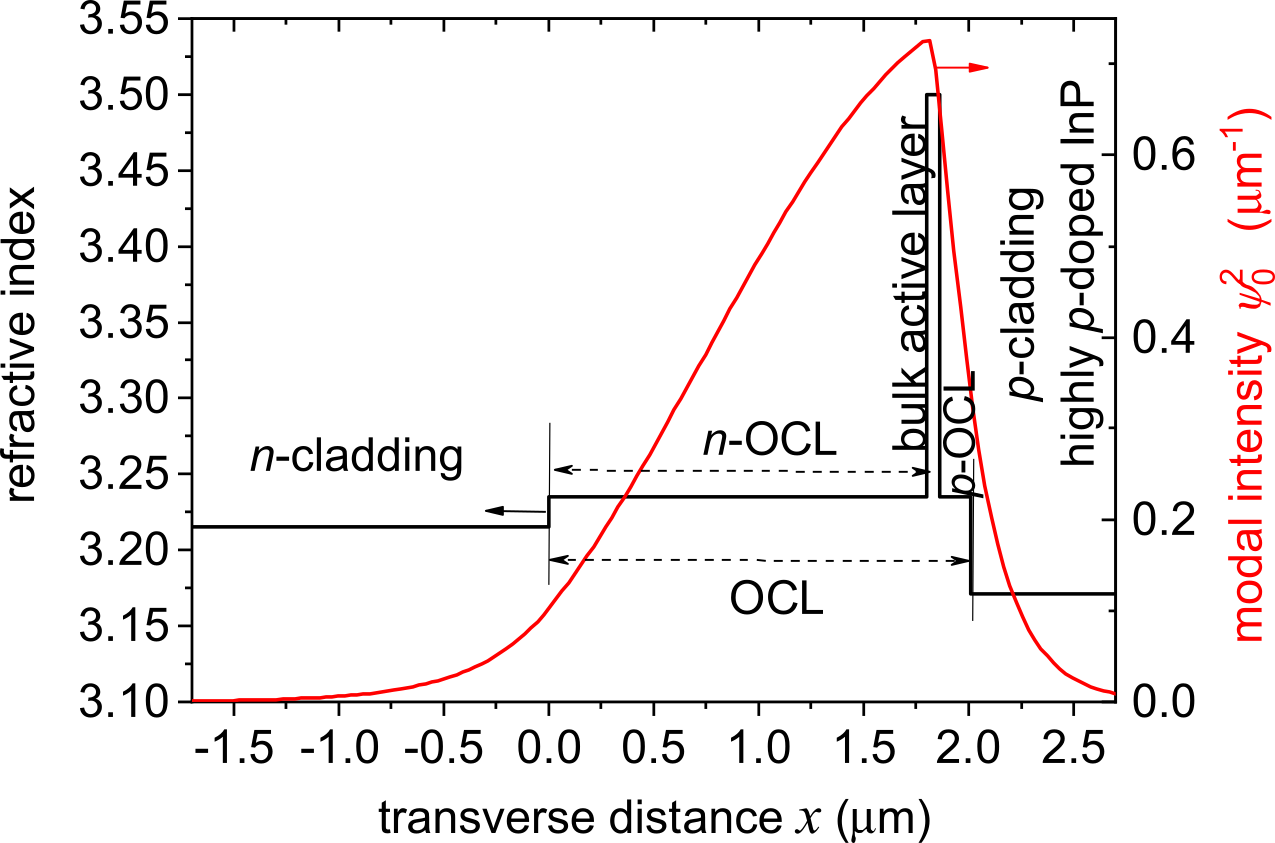 3.55
3.50
3.45
3.40
3.35
3.30
3.25
3.20
3.15
3.10
refractive index
-1.5
-1.0
-0.5
0.0
0.5
1.0
1.5
2.0
2.5
transverse distance x (μm)
n-cladding
n-OCL
OCL
bulk active layer
p-OCL
p-cladding
highly p-doped InP
0.6
0.4
0.2
0.0
modal intensity ψ₀² (μm⁻¹)